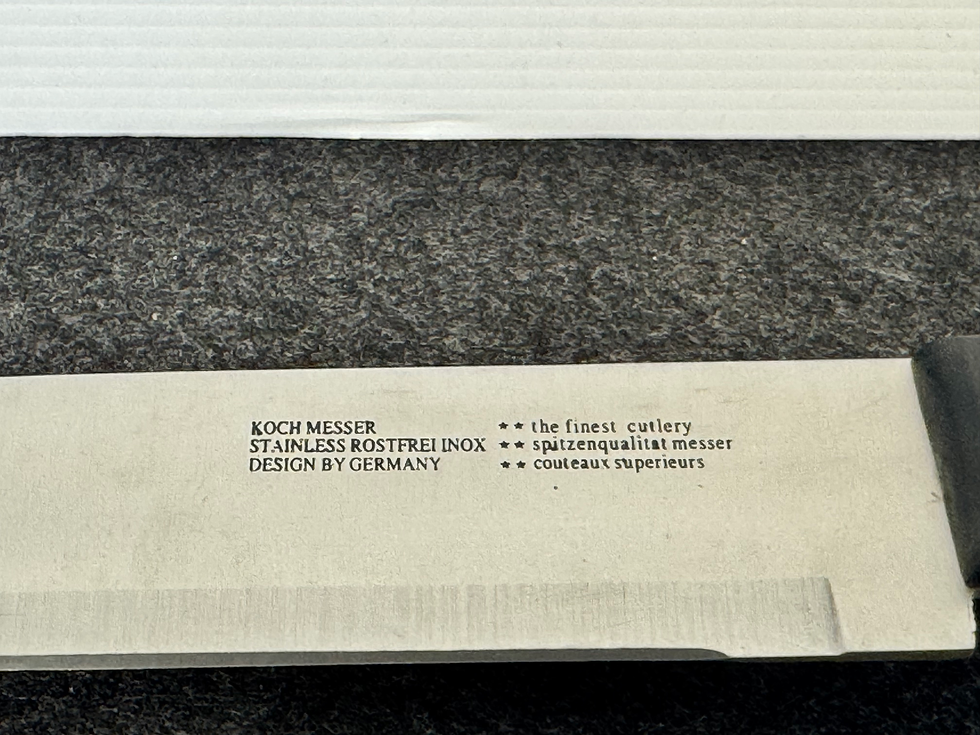 KOCH MESSER ★★ the finest cutlery
STAINLESS ROSTFREI INOX ★★ spitzenqualitat messer
DESIGN BY GERMANY ★★ couteaux superieurs